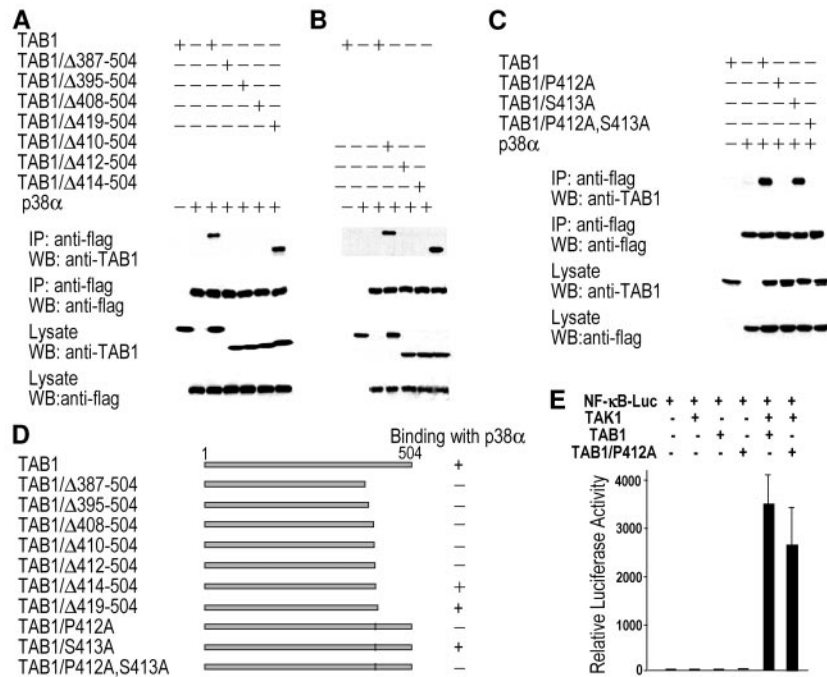 A
TAB1 + – + – – – –
TAB1/Δ387-504 – – – + – – –
TAB1/Δ395-504 – – – – + – –
TAB1/Δ408-504 – – – – – + –
TAB1/Δ419-504 – – – – – – +
TAB1/Δ410-504
TAB1/Δ412-504
TAB1/Δ414-504
p38α – + + + + + +
IP: anti-flag
WB: anti-TAB1
IP: anti-flag
WB: anti-flag
Lysate
WB: anti-TAB1
Lysate
WB:anti-flag
B
+ – + – – –
– – – + – –
– – – – + –
– – – – – +
– + + + + +
C
TAB1 + – + – – –
TAB1/P412A – – – + – –
TAB1/S413A – – – – + –
TAB1/P412A,S413A – – – – – +
p38α – + + + + +
IP: anti-flag
WB: anti-TAB1
IP: anti-flag
WB: anti-flag
Lysate
WB: anti-TAB1
Lysate
WB:anti-flag
D
Binding with p38α
1 504
TAB1 +
TAB1/Δ387-504 –
TAB1/Δ395-504 –
TAB1/Δ408-504 –
TAB1/Δ410-504 –
TAB1/Δ412-504 –
TAB1/Δ414-504 +
TAB1/Δ419-504 +
TAB1/P412A –
TAB1/S413A +
TAB1/P412A,S413A –
E
NF-κB-Luc + + + + + +
TAK1 - + - - + +
TAB1 - - + - + -
TAB1/P412A - - - + - +
Relative Luciferase Activity
4000
3000
2000
1000
0